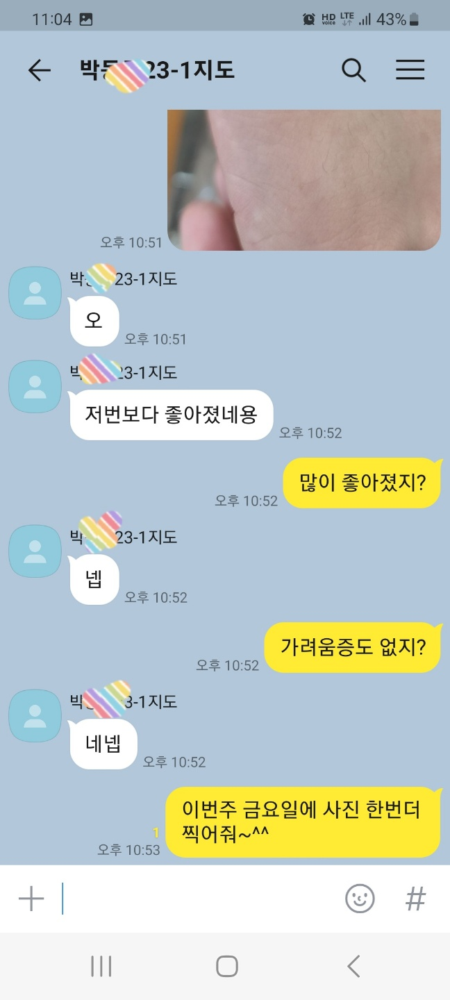 11:04 HD voice LTE 43%
박 23-1지도
오후 10:51
박 23-1지도
오
오후 10:51
박 23-1지도
저번보다 좋아졌네용
오후 10:52
많이 좋아졌지?
오후 10:52
박 23-1지도
넵
오후 10:52
가려움증도 없지?
오후 10:52
박 3-1지도
네넵
오후 10:52
이번주 금요일에 사진 한번더
찍어줘~^^
1
오후 10:53
#